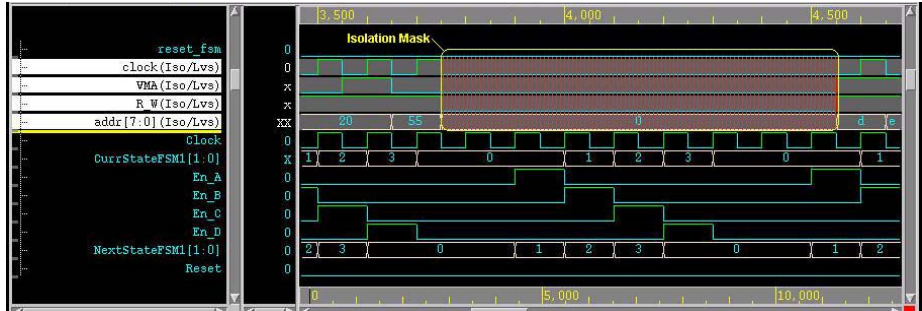 3,500 4,000 4,500
Isolation Mask
reset_fsm 0
clock(Iso/Lvs) 0
VMA(Iso/Lvs) x
R_W(Iso/Lvs) x
addr[7:0](Iso/Lvs) XX 20 55 0 d e
Clock 0
CurrStateFSM1[1:0] X 1 2 3 0 1 2 3 0 1
En_A 0
En_B 0
En_C 0
En_D 0
NextStateFSM1[1:0] 0 2 3 0 1 2 3 0 1 2
Reset 0
0 5,000 10,000